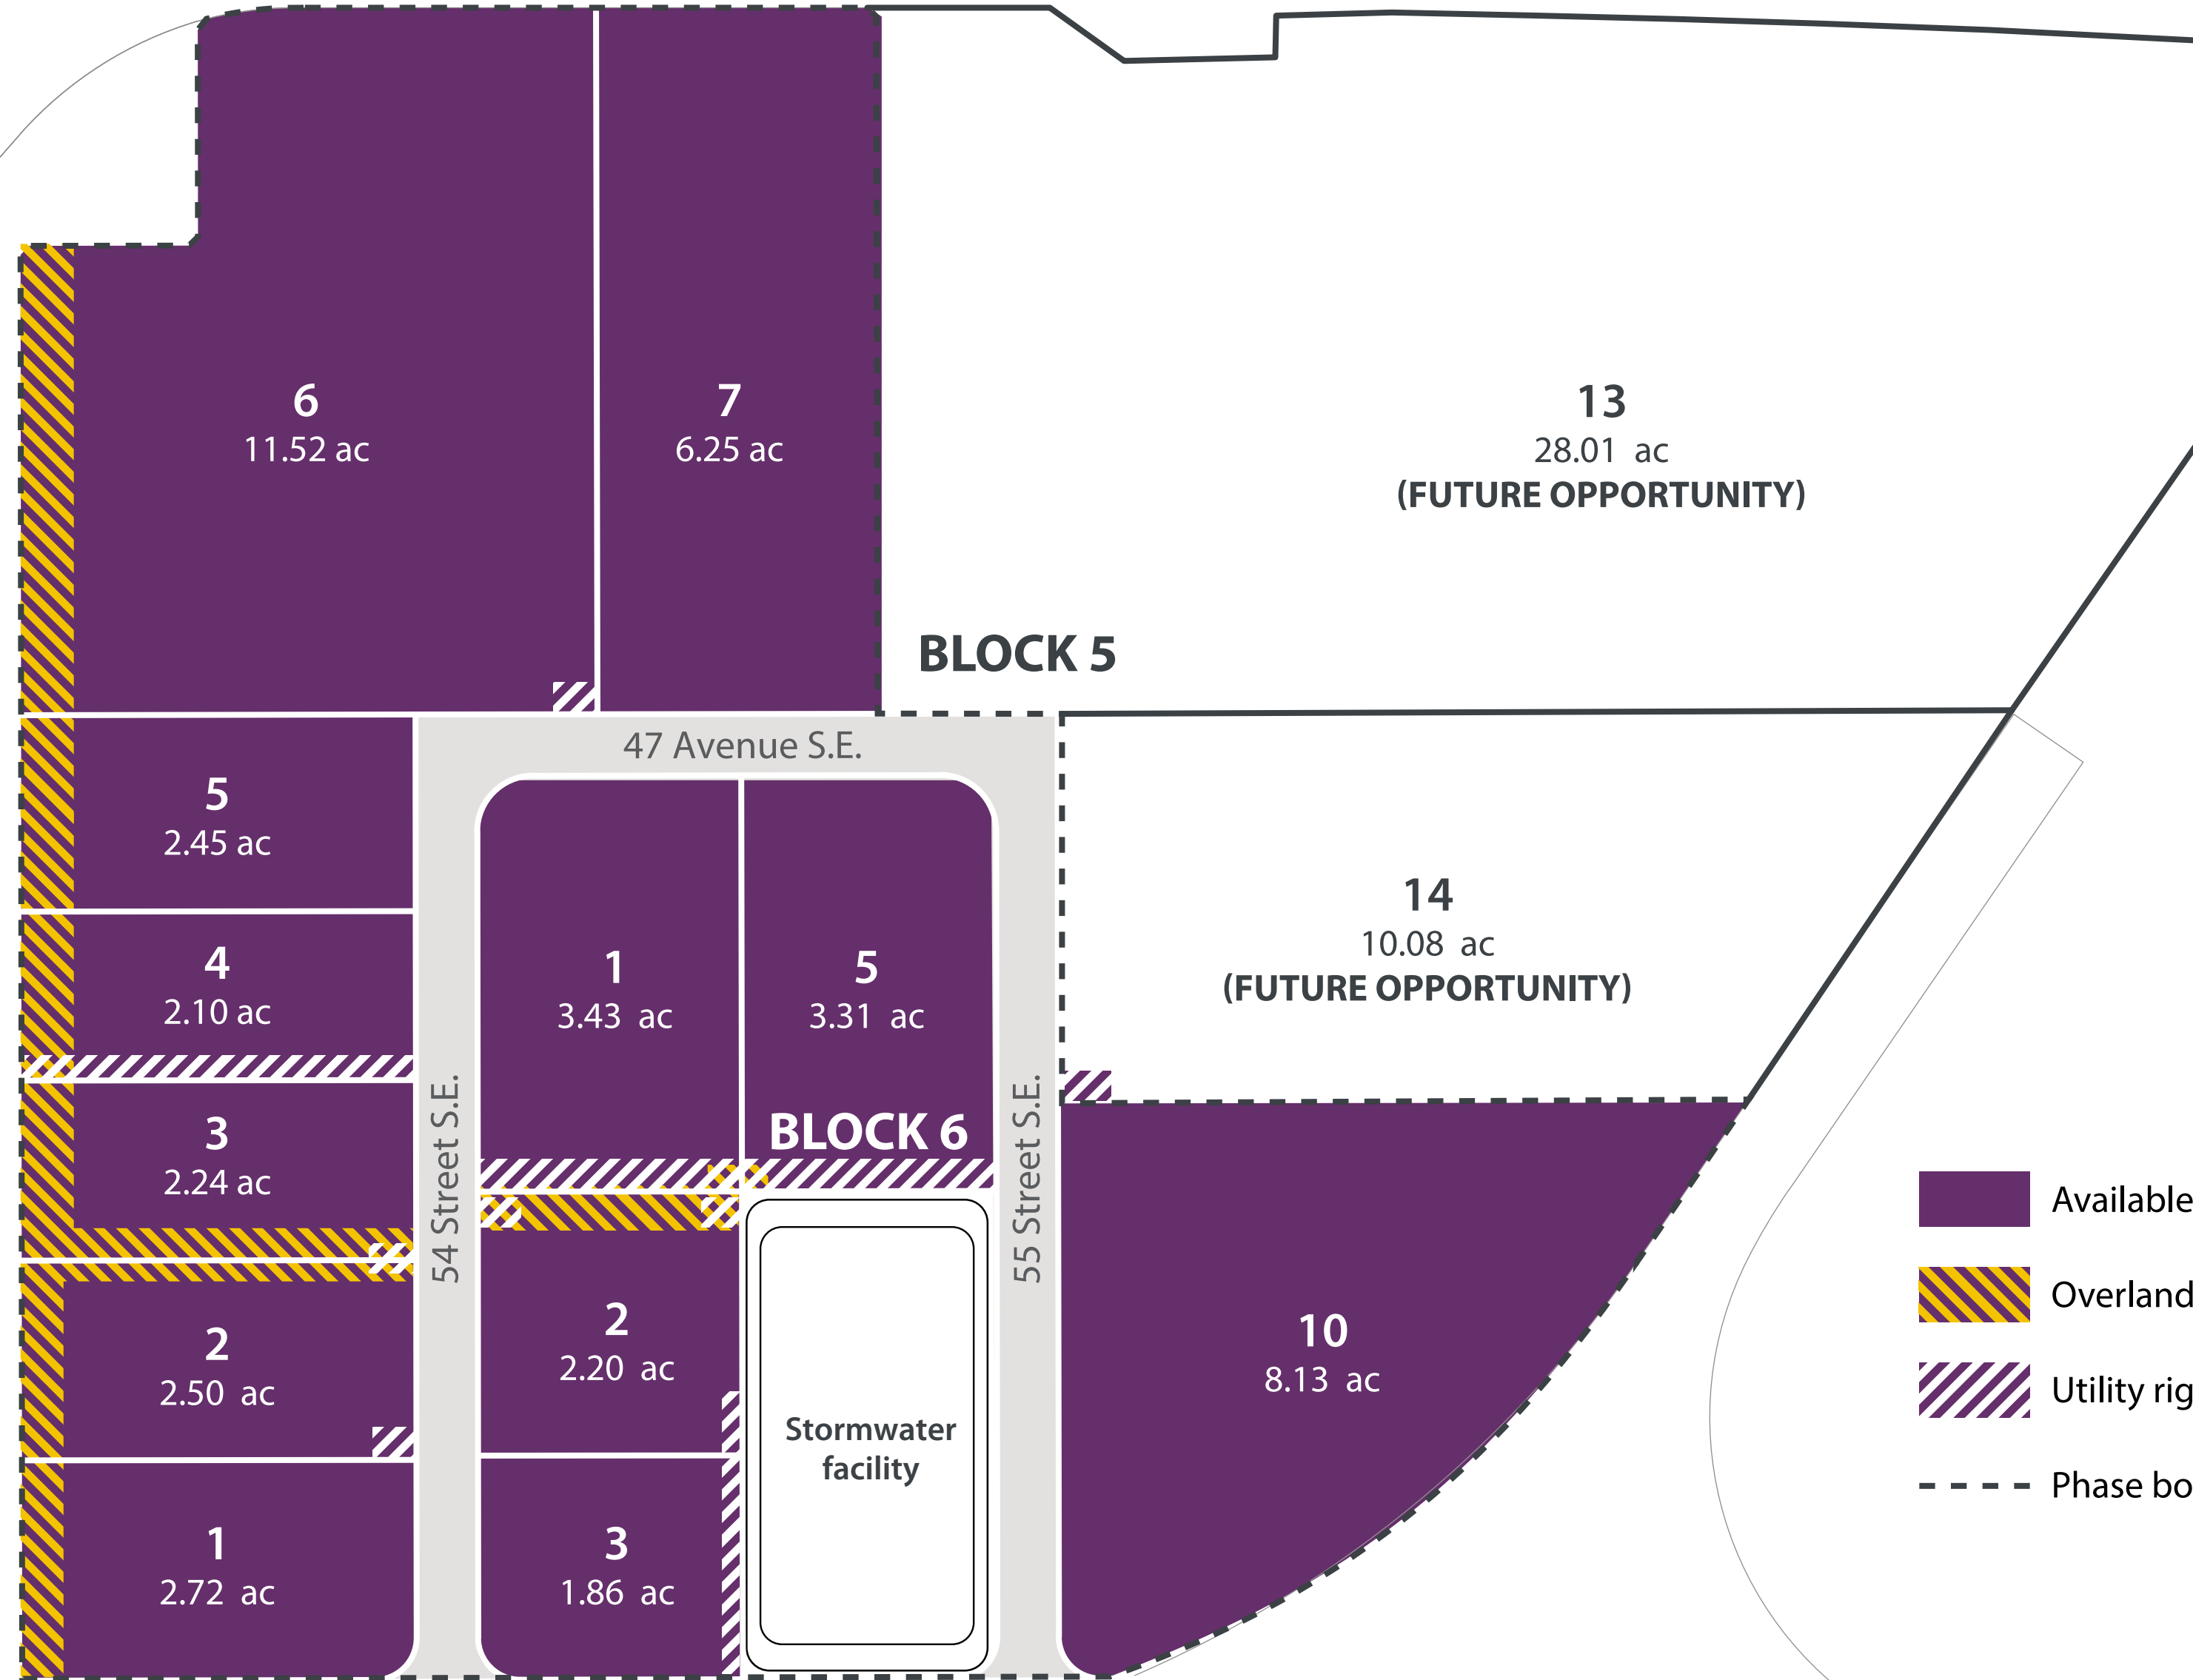 6
11.52 ac
7
6.25 ac
13
28.01 ac
(FUTURE OPPORTUNITY)
BLOCK 5
47 Avenue S.E.
5
2.45 ac
4
2.10 ac
3
2.24 ac
2
2.50 ac
1
2.72 ac
54 Street S.E.
1
3.43 ac
5
3.31 ac
BLOCK 6
2
2.20 ac
3
1.86 ac
Stormwater
facility
55 Street S.E.
14
10.08 ac
(FUTURE OPPORTUNITY)
10
8.13 ac
Available
Overland
Utility rig
Phase bo